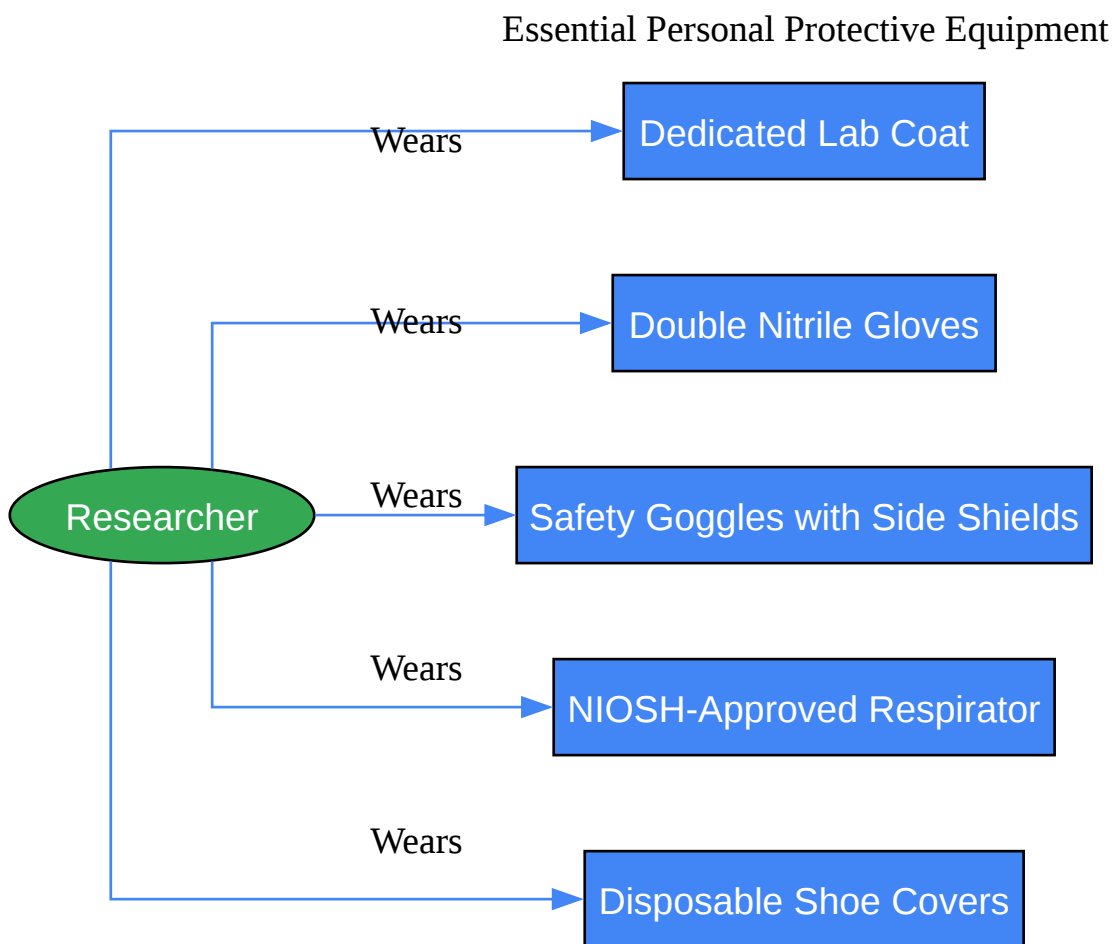 Essential Personal Protective Equipment
Wears
Dedicated Lab Coat
Wears
Double Nitrile Gloves
Researcher
Wears
Safety Goggles with Side Shields
Wears
NIOSH-Approved Respirator
Wears
Disposable Shoe Covers